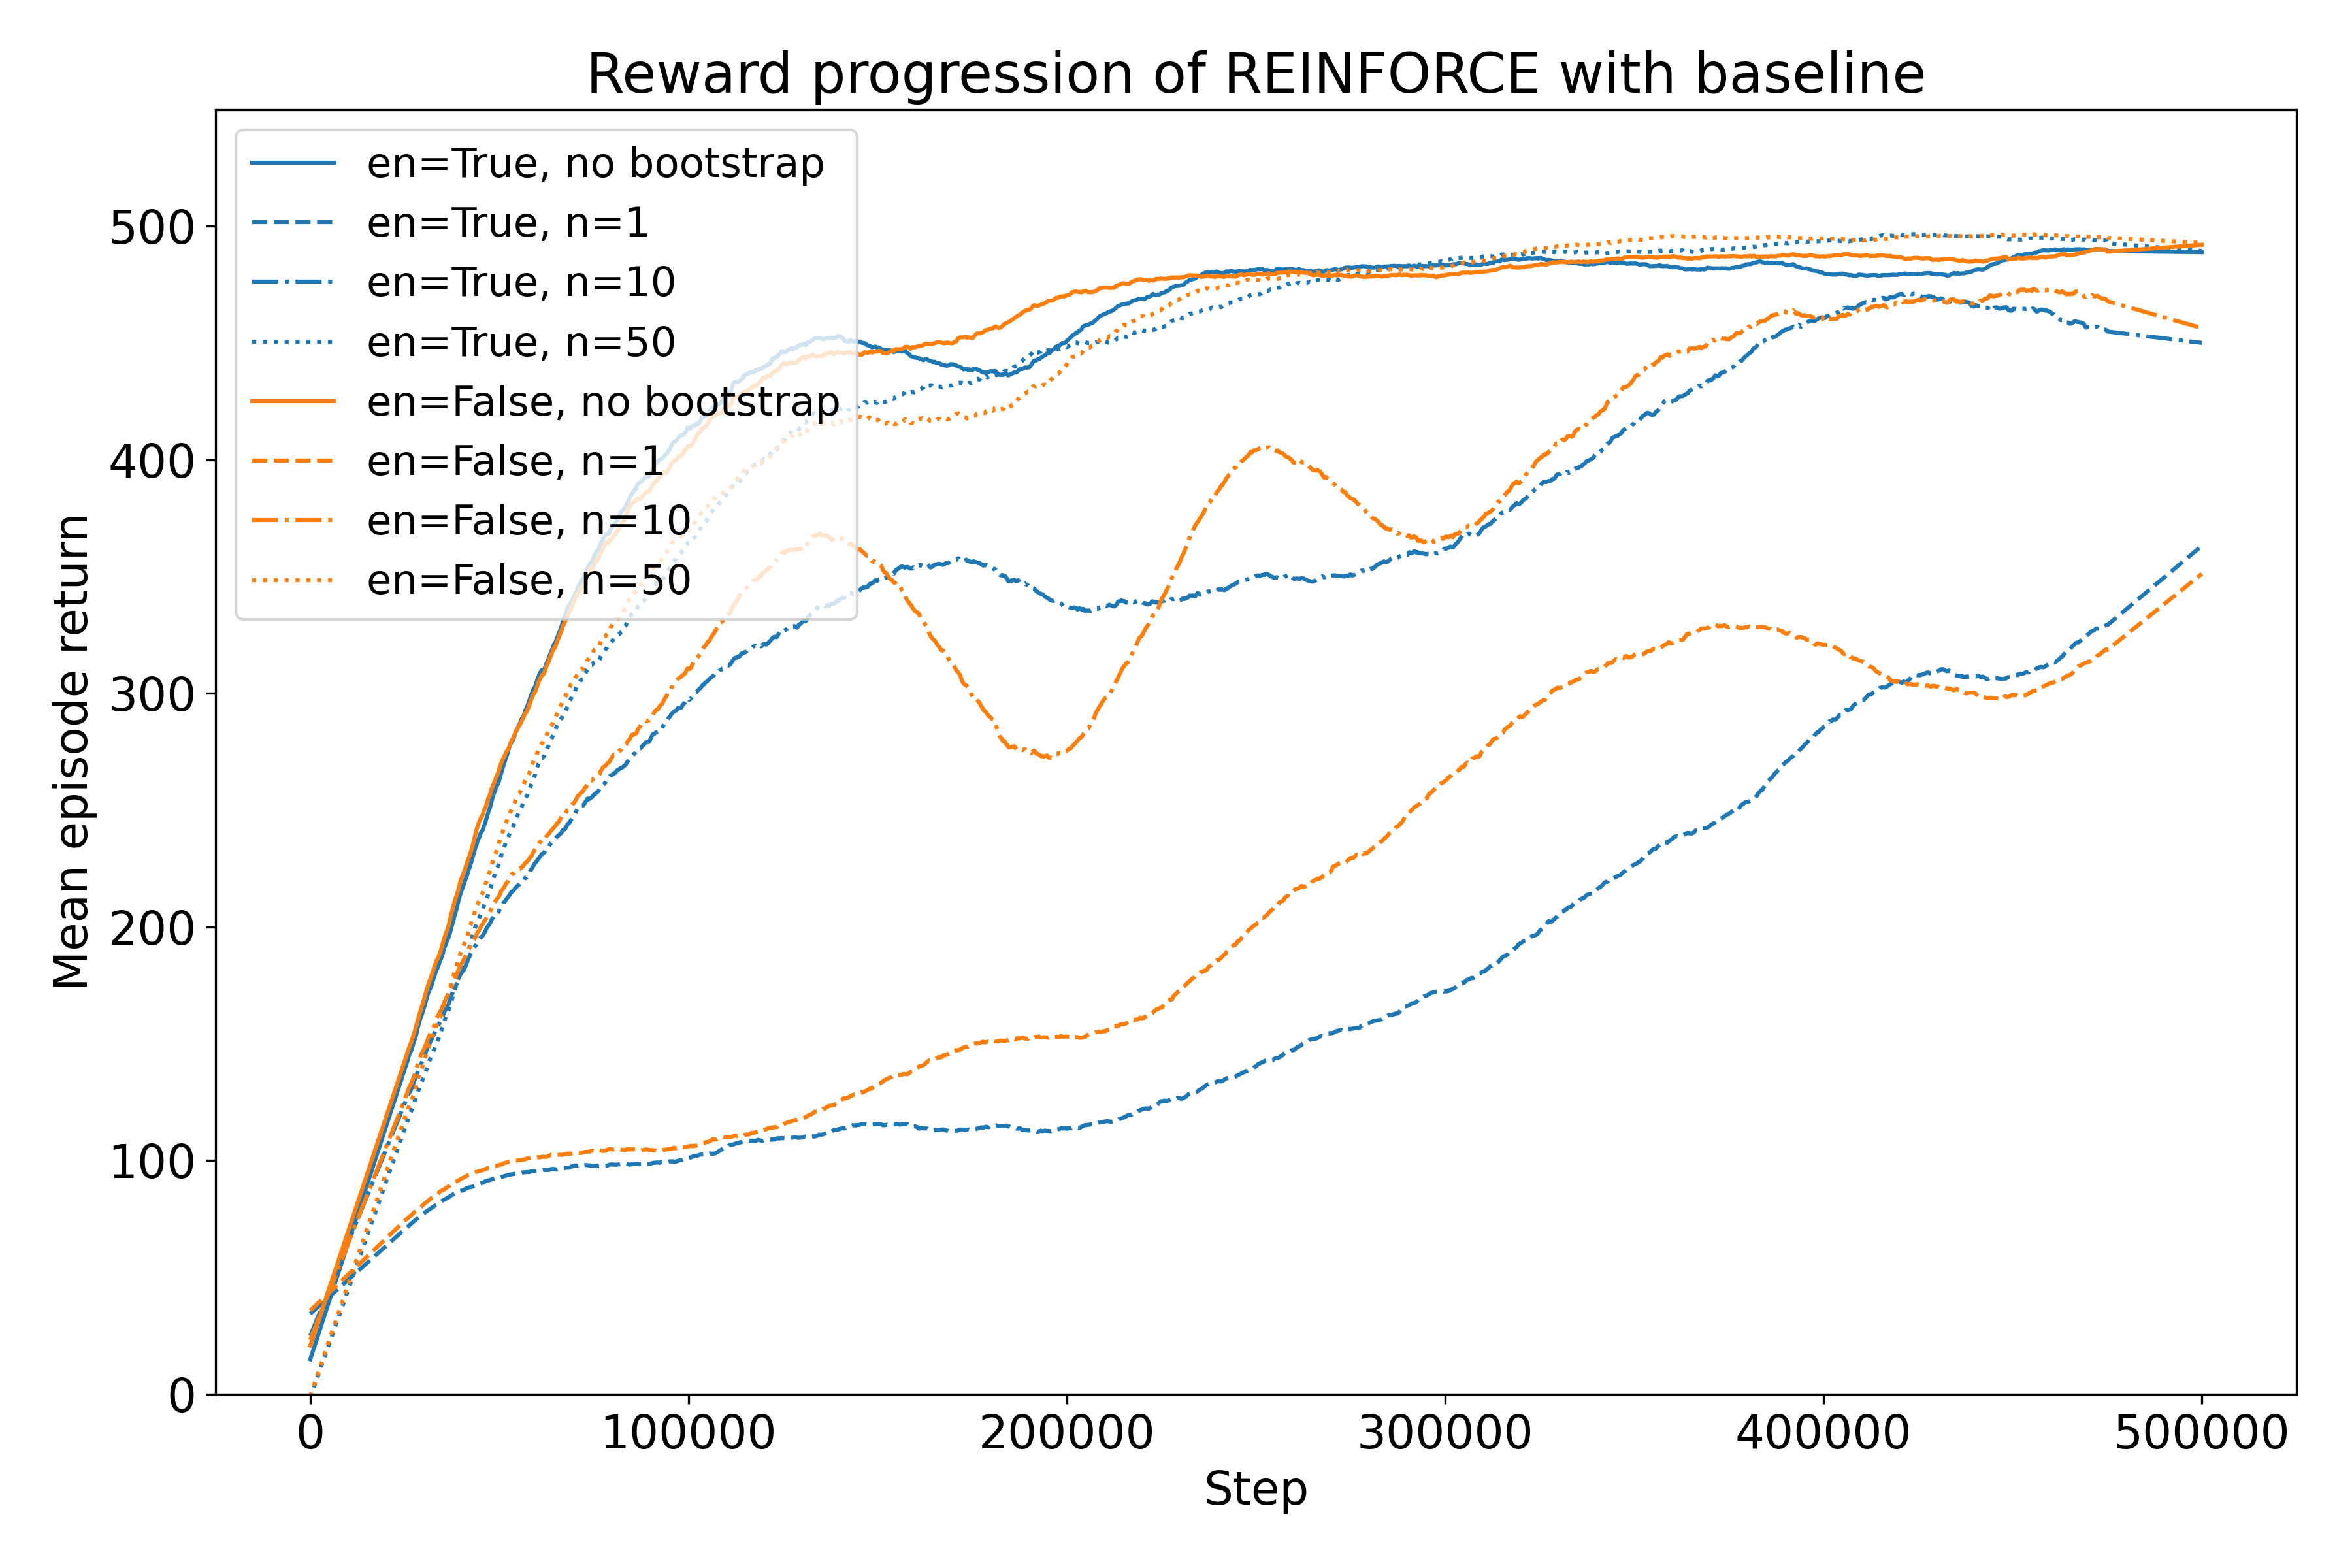 Reward progression of REINFORCE with baseline
en=True, no bootstrap
en=True, n=1
en=True, n=10
en=True, n=50
en=False, no bootstrap
en=False, n=1
en=False, n=10
en=False, n=50
Mean episode return
500
400
300
200
100
0
0 100000 200000 300000 400000 500000
Step